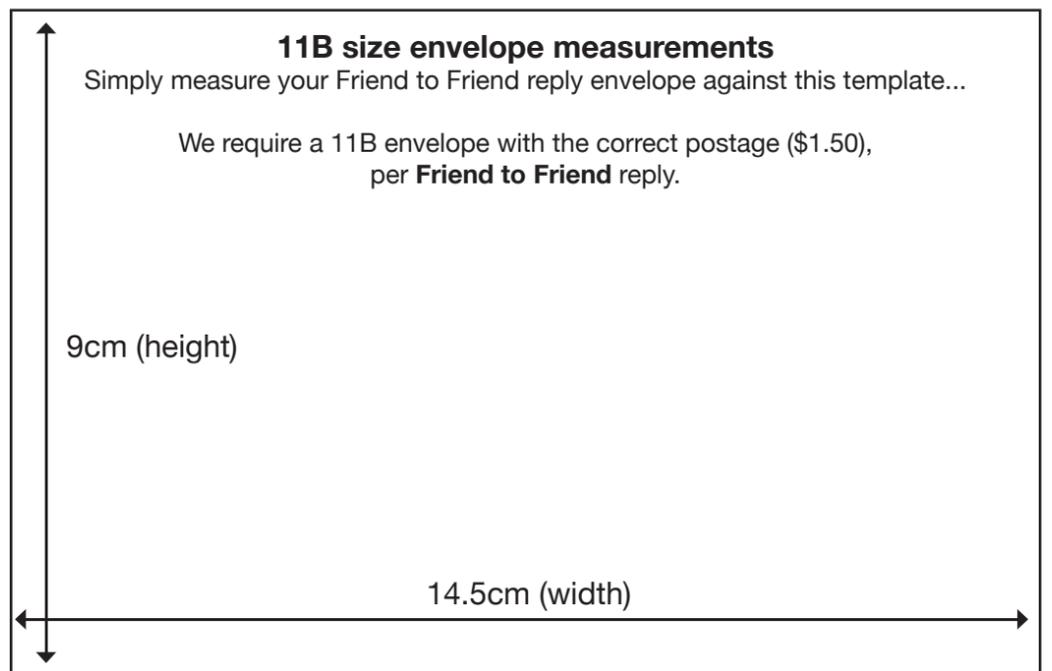 11B size envelope measurements
Simply measure your Friend to Friend reply envelope against this template...
We require a 11B envelope with the correct postage ($1.50),
per Friend to Friend reply.
9cm (height)
14.5cm (width)